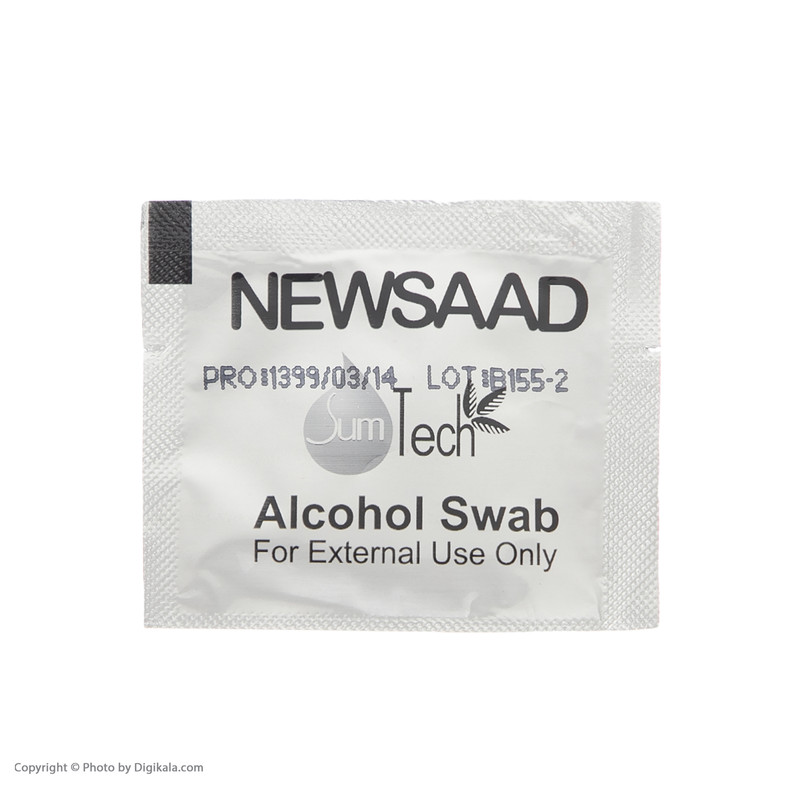 NEWSAAD
PRO:1399/03/14 LOT:B155-2
Sum Tech
Alcohol Swab
For External Use Only
Copyright © Photo by Digikala.com